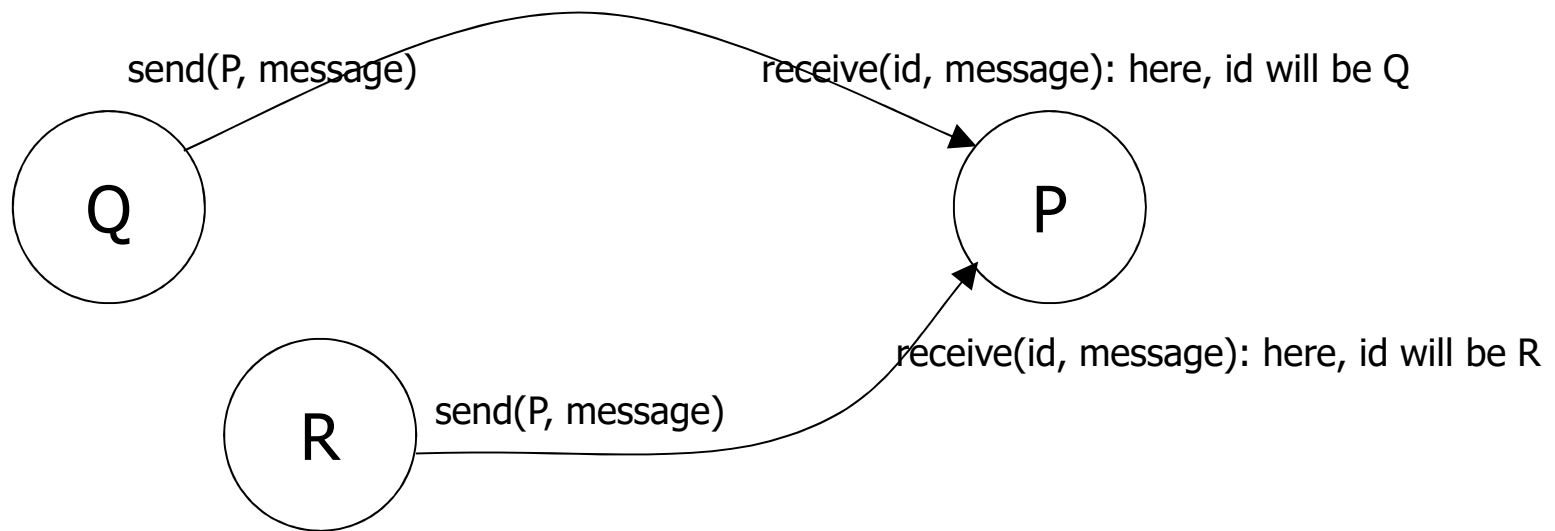 send(P, message)
receive(id, message): here, id will be Q
Q
P
receive(id, message): here, id will be R
send(P, message)
R